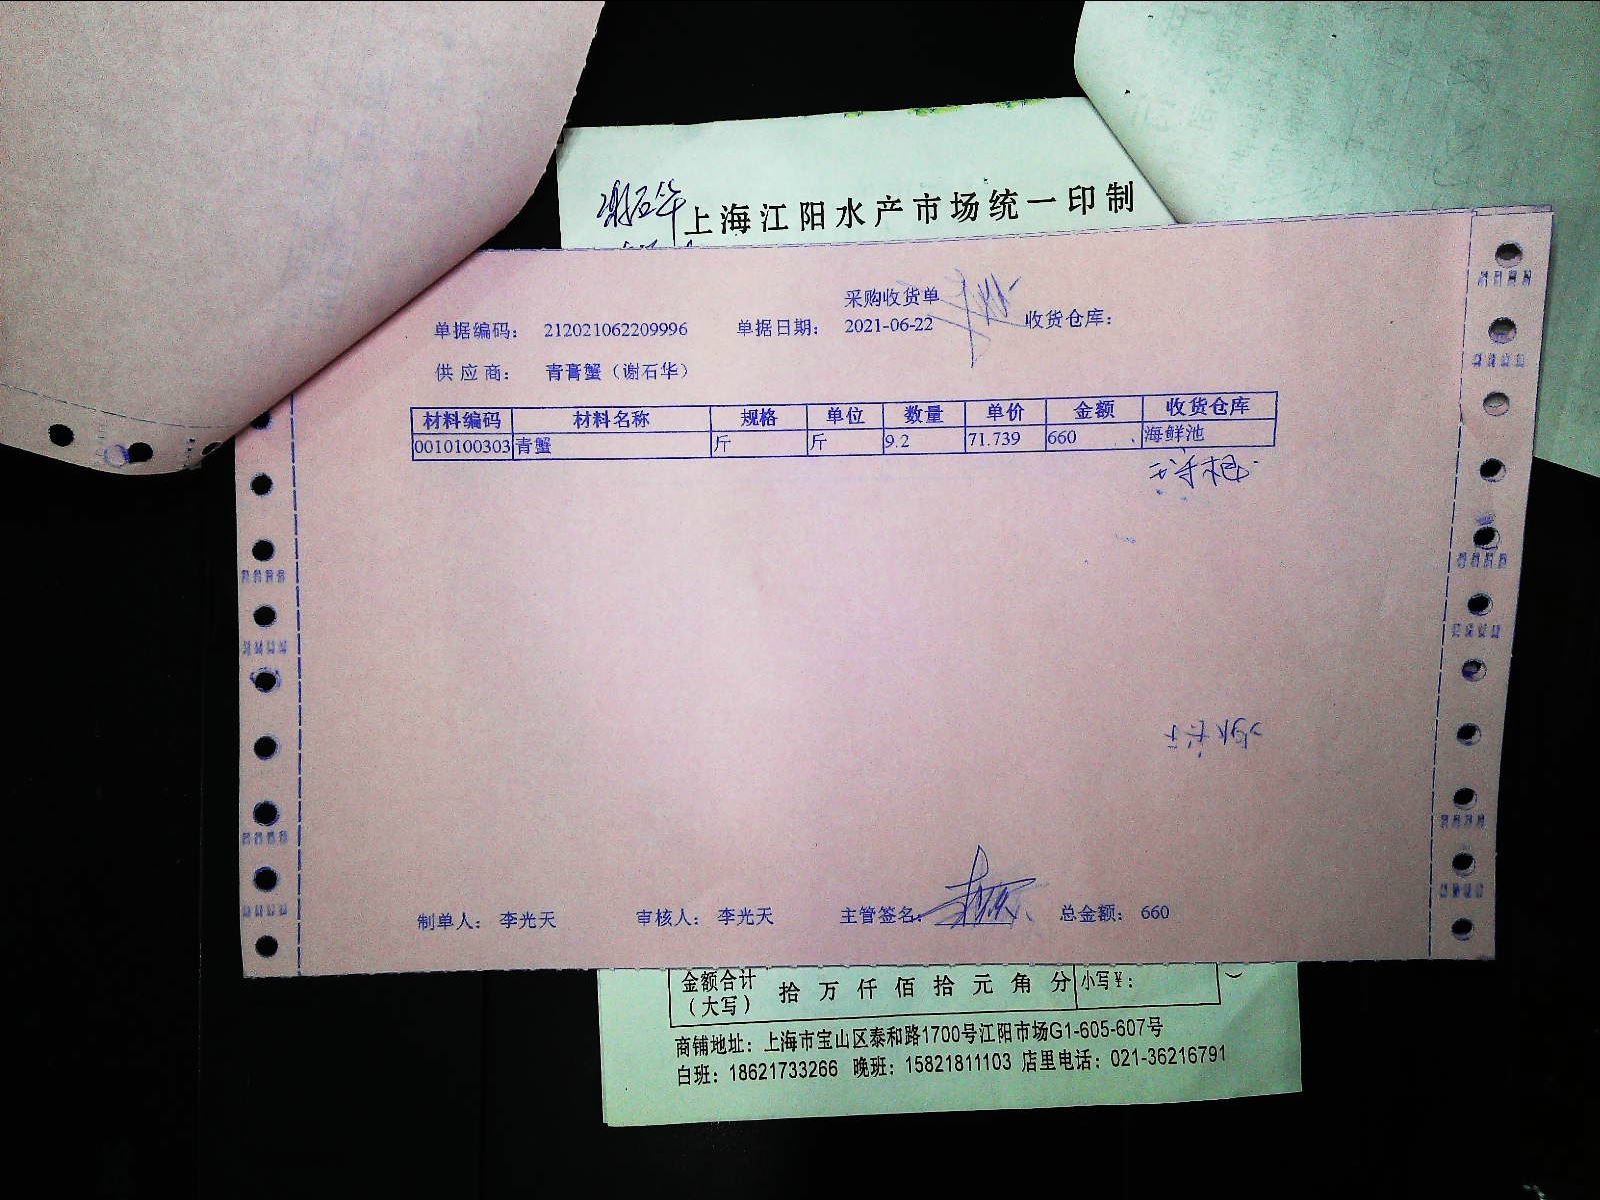 谢石华
上海江阳水产市场统一印制
采购收货单
单据编码： 212021062209996 单据日期： 2021-06-22 收货仓库：
供应商： 青膏蟹（谢石华）
材料编码 材料名称 规格 单位 数量 单价 金额 收货仓库
0010100303 青蟹 斤 斤 9.2 71.739 660 海鲜池
制单人： 李光天 审核人： 李光天 主管签名： 总金额： 660
金额合计（大写） 拾 万 仟 佰 拾 元 角 分 小写￥：
商铺地址：上海市宝山区泰和路1700号江阳市场G1-605-607号
白班：18621733266 晚班：15821811103 店里电话：021-36216791